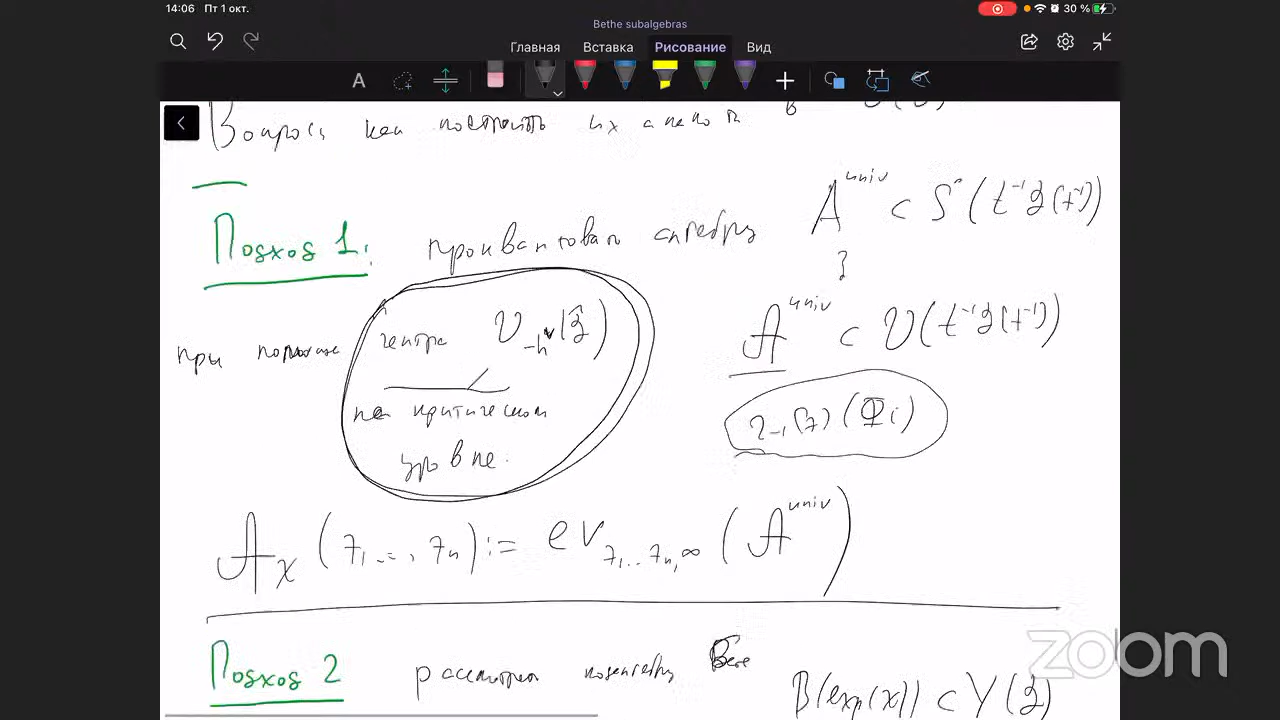 14:06 Пт 1 окт.
30 %
Bethe subalgebras
Главная Вставка Рисование Вид
Вопрос: как построить их в
Подход 1: проквантовать алгебру A^univ ⊂ S^•(t^-1 g[t^-1])
при помощи центра U_{-h^∨}(ĝ)
на критическом
уровне.
𝒜^univ ⊂ U(t^-1 g[t^-1])
(Φ_i)
𝒜_χ (z_1, ..., z_n) := ev_{z_1...z_n,∞} (𝒜^univ)
Подход 2 рассмотрим подалгебру Бете
B(exp(x)) ⊂ Y(g)
zoom